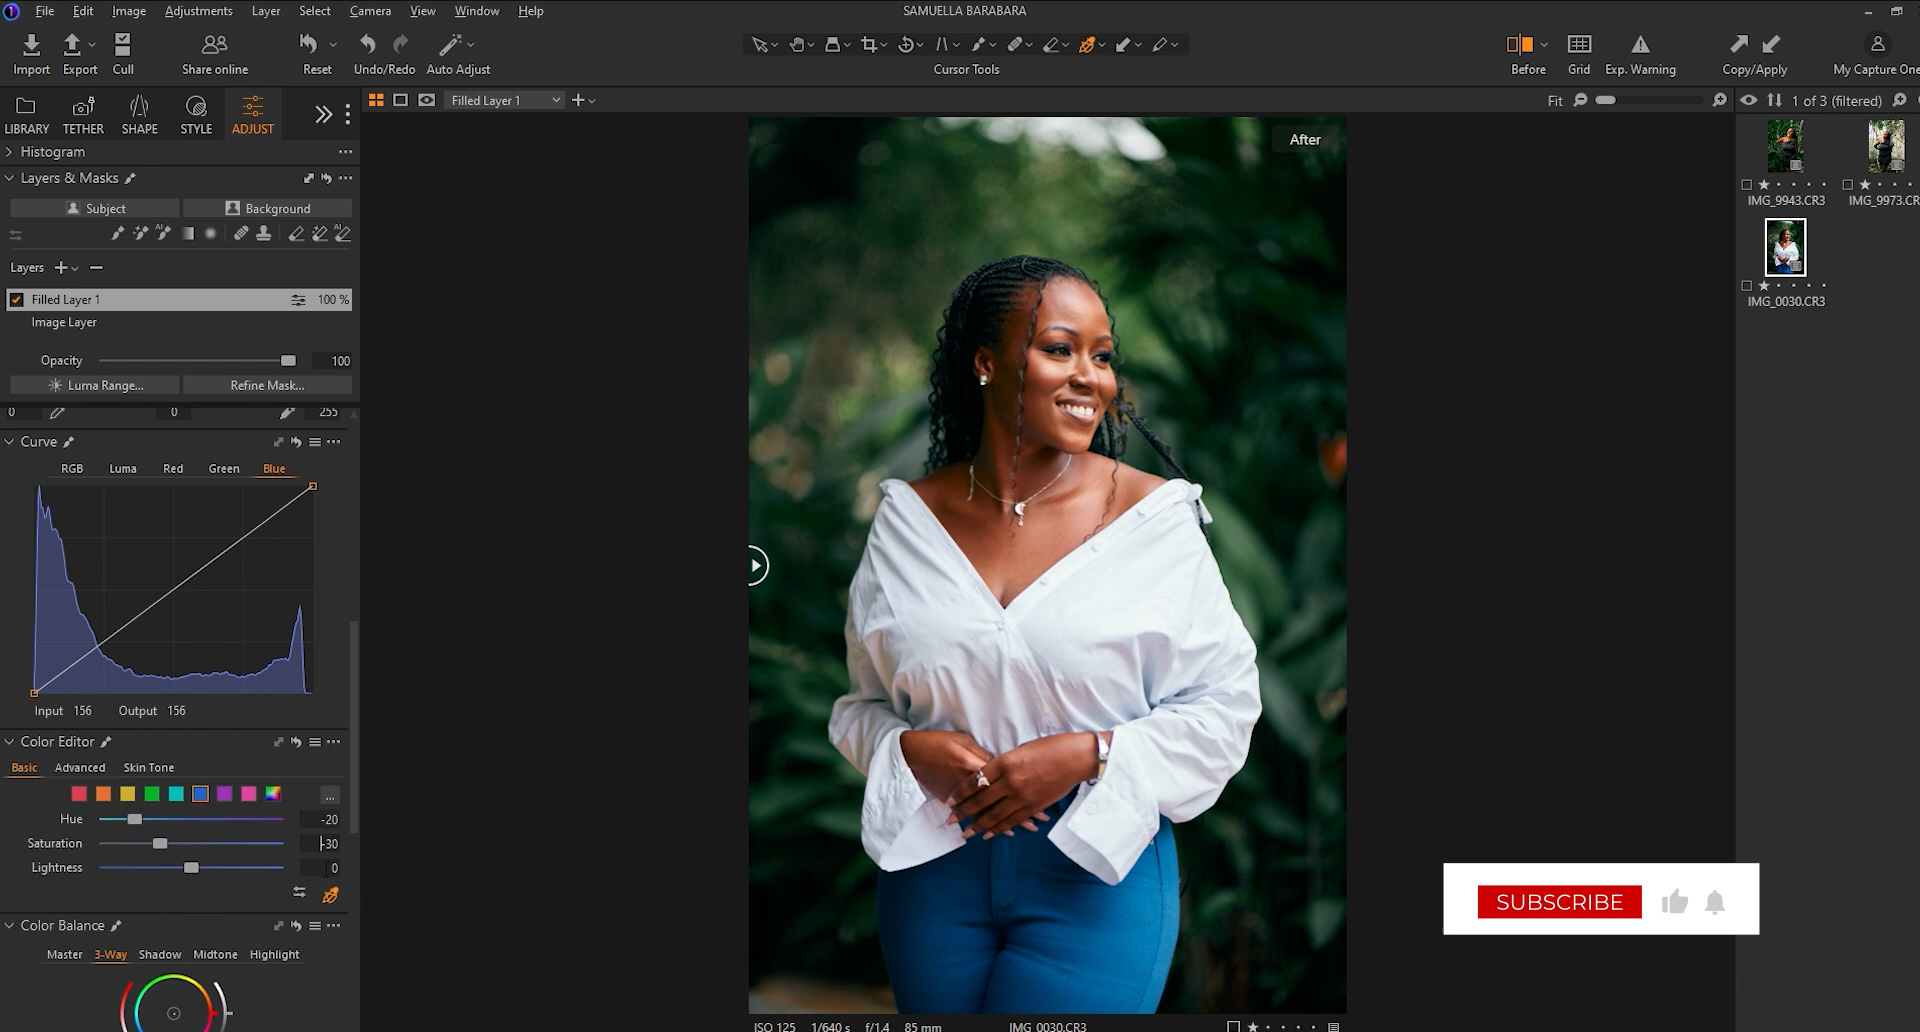 File Edit Image Adjustments Layer Select Camera View Window Help
SAMUELLA BARABARA
Import Export Cull Share online Reset Undo/Redo Auto Adjust
Cursor Tools
Before Grid Exp. Warning Copy/Apply My Capture One
LIBRARY TETHER SHAPE STYLE ADJUST
Filled Layer 1
Fit
1 of 3 (filtered)
Histogram
Layers & Masks
Subject Background
Layers
Filled Layer 1 100 %
Image Layer
Opacity 100
Luma Range... Refine Mask...
0 0 255
Curve
RGB Luma Red Green Blue
Input 156 Output 156
Color Editor
Basic Advanced Skin Tone
Hue -20
Saturation -30
Lightness 0
Color Balance
Master 3-Way Shadow Midtone Highlight
After
ISO 125 1/640 s f/1.4 85 mm IMG_0030.CR3
IMG_9943.CR3 IMG_9973.CR
IMG_0030.CR3
SUBSCRIBE